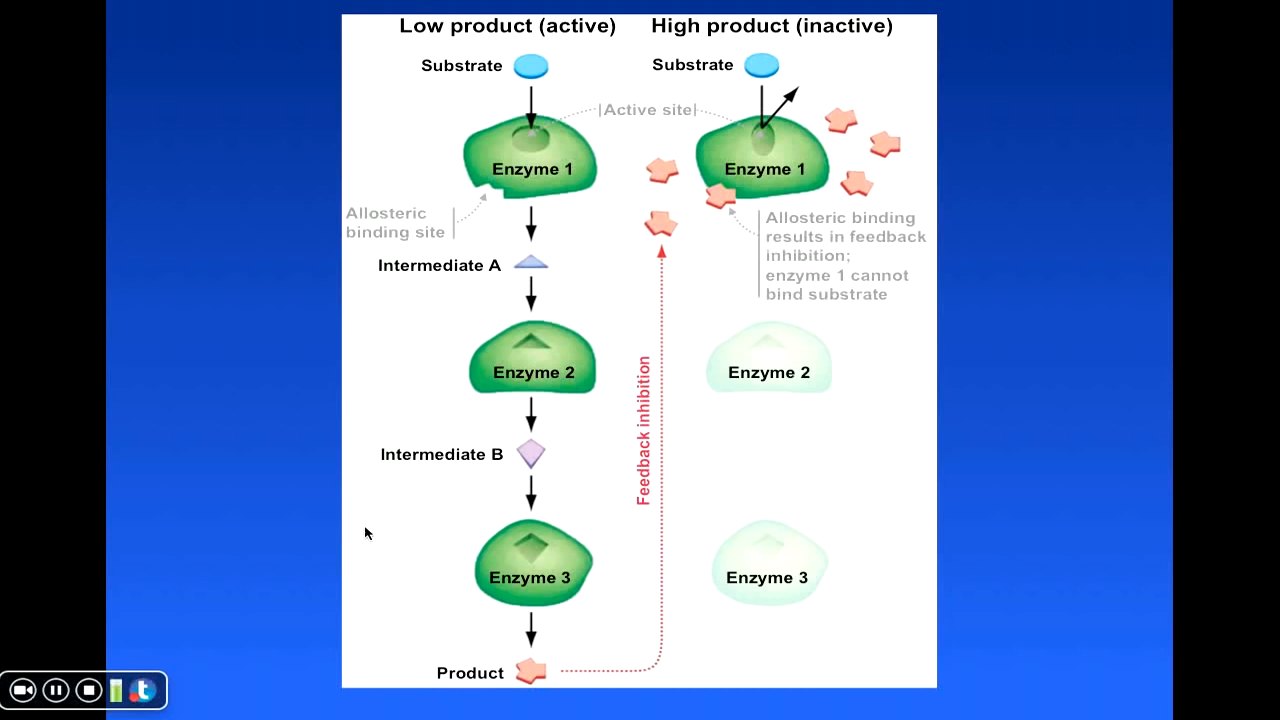 Low product (active)
High product (inactive)
Substrate
Substrate
|Active site|
Enzyme 1
Enzyme 1
Allosteric
binding site
Allosteric binding
results in feedback
inhibition;
enzyme 1 cannot
bind substrate
Intermediate A
Enzyme 2
Enzyme 2
Feedback inhibition
Intermediate B
Enzyme 3
Enzyme 3
Product
t